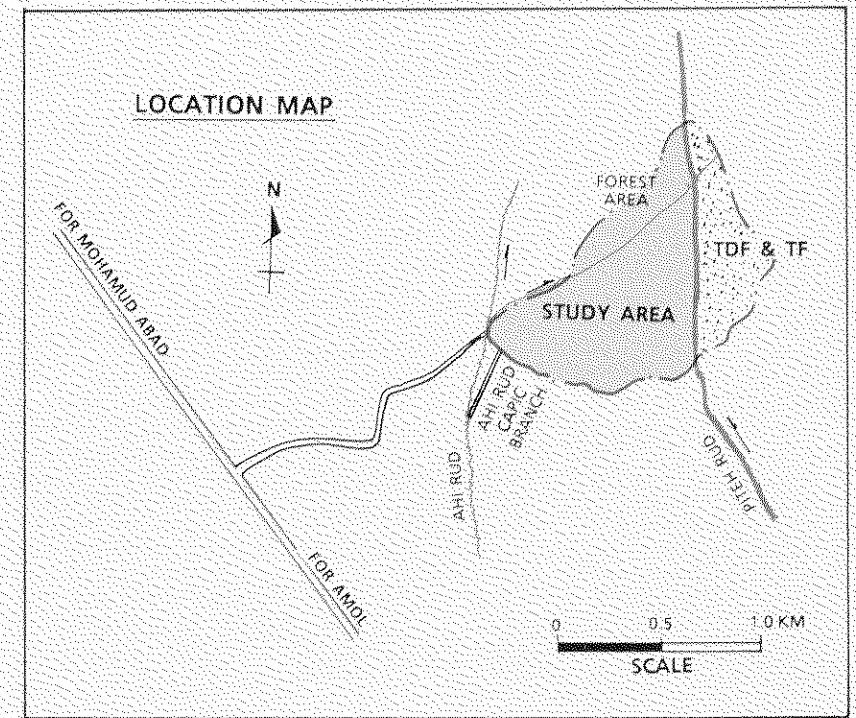 LOCATION MAP
N
FOR MOHAMUD ABAD
FOREST
AREA
TDF & TF
STUDY AREA
AHI RUD
CAPIC
BRANCH
AHI RUD
PITEH RUD
FOR AMOL
0 0.5 1.0 KM
SCALE